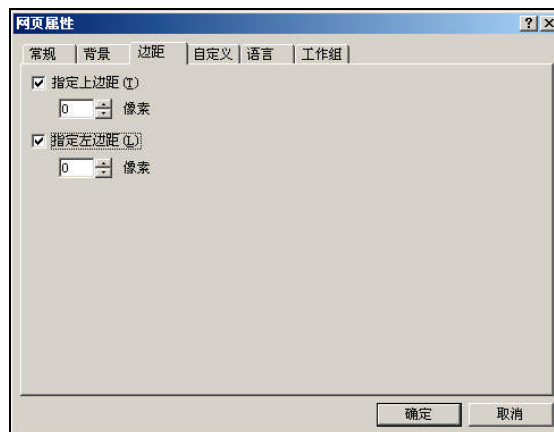 网页属性
常规 背景 边距 自定义 语言 工作组
指定上边距(T)
0 像素
指定左边距(L)
0 像素
确定 取消